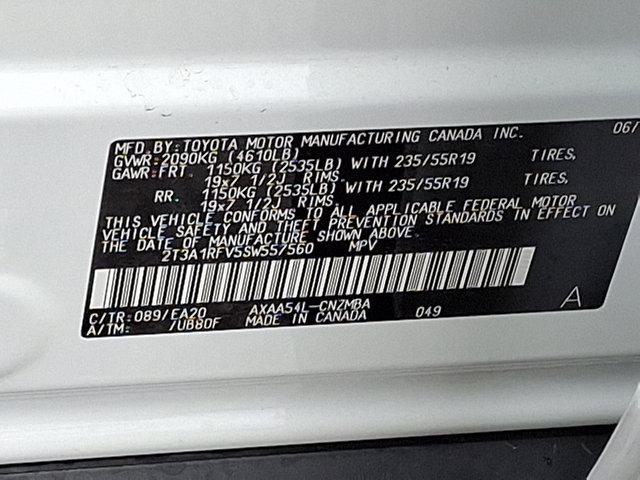 MFD.BY:TOYOTA MOTOR MANUFACTURING CANADA INC. 06/
GVWR:2090KG (4610LB)
GAWR:FRT 1150KG (2535LB) WITH 235/55R19 TIRES,
19x7 1/2J RIMS
RR. 1150KG (2535LB) WITH 235/55R19 TIRES,
19x7 1/2J RIMS
THIS VEHICLE CONFORMS TO ALL APPLICABLE FEDERAL MOTOR
VEHICLE SAFETY AND THEFT PREVENTION STANDARDS IN EFFECT ON
THE DATE OF MANUFACTURE SHOWN ABOVE.
2T3A1RFV5SW557560 MPV
C/TR:089/EA20 AXAA54L-CNZMBA 049 A
A/TM: /UB80F MADE IN CANADA